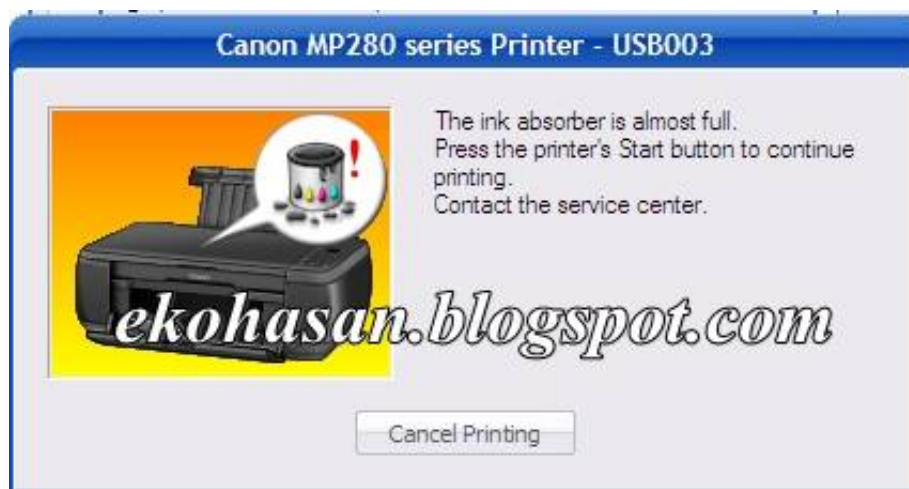 Canon MP280 series Printer - USB003
The ink absorber is almost full.
Press the printer's Start button to continue
printing.
Contact the service center.
ekohasan.blogspot.com
Cancel Printing